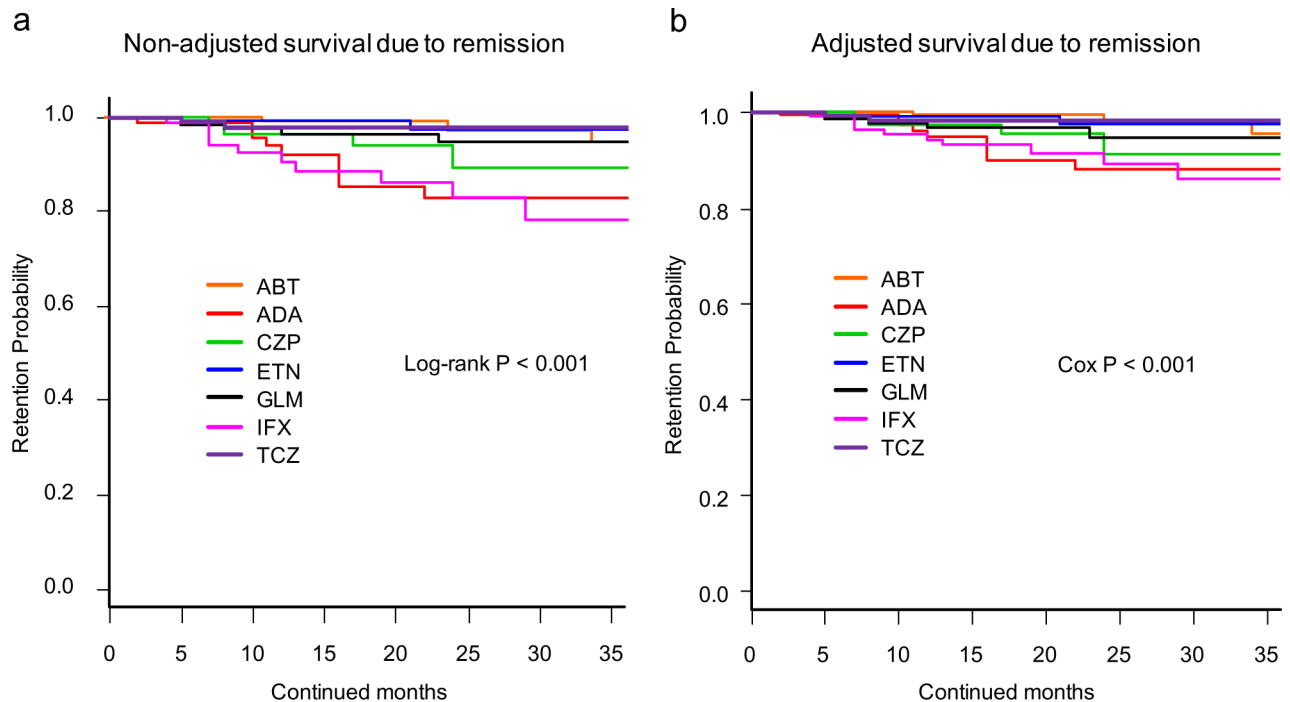 a
Non-adjusted survival due to remission
1.0
0.8
0.6
0.4
0.2
0.0
Retention Probability
ABT
ADA
CZP
ETN
GLM
IFX
TCZ
Log-rank P < 0.001
0 5 10 15 20 25 30 35
Continued months
b
Adjusted survival due to remission
1.0
0.8
0.6
0.4
0.2
0.0
Retention Probability
ABT
ADA
CZP
ETN
GLM
IFX
TCZ
Cox P < 0.001
0 5 10 15 20 25 30 35
Continued months